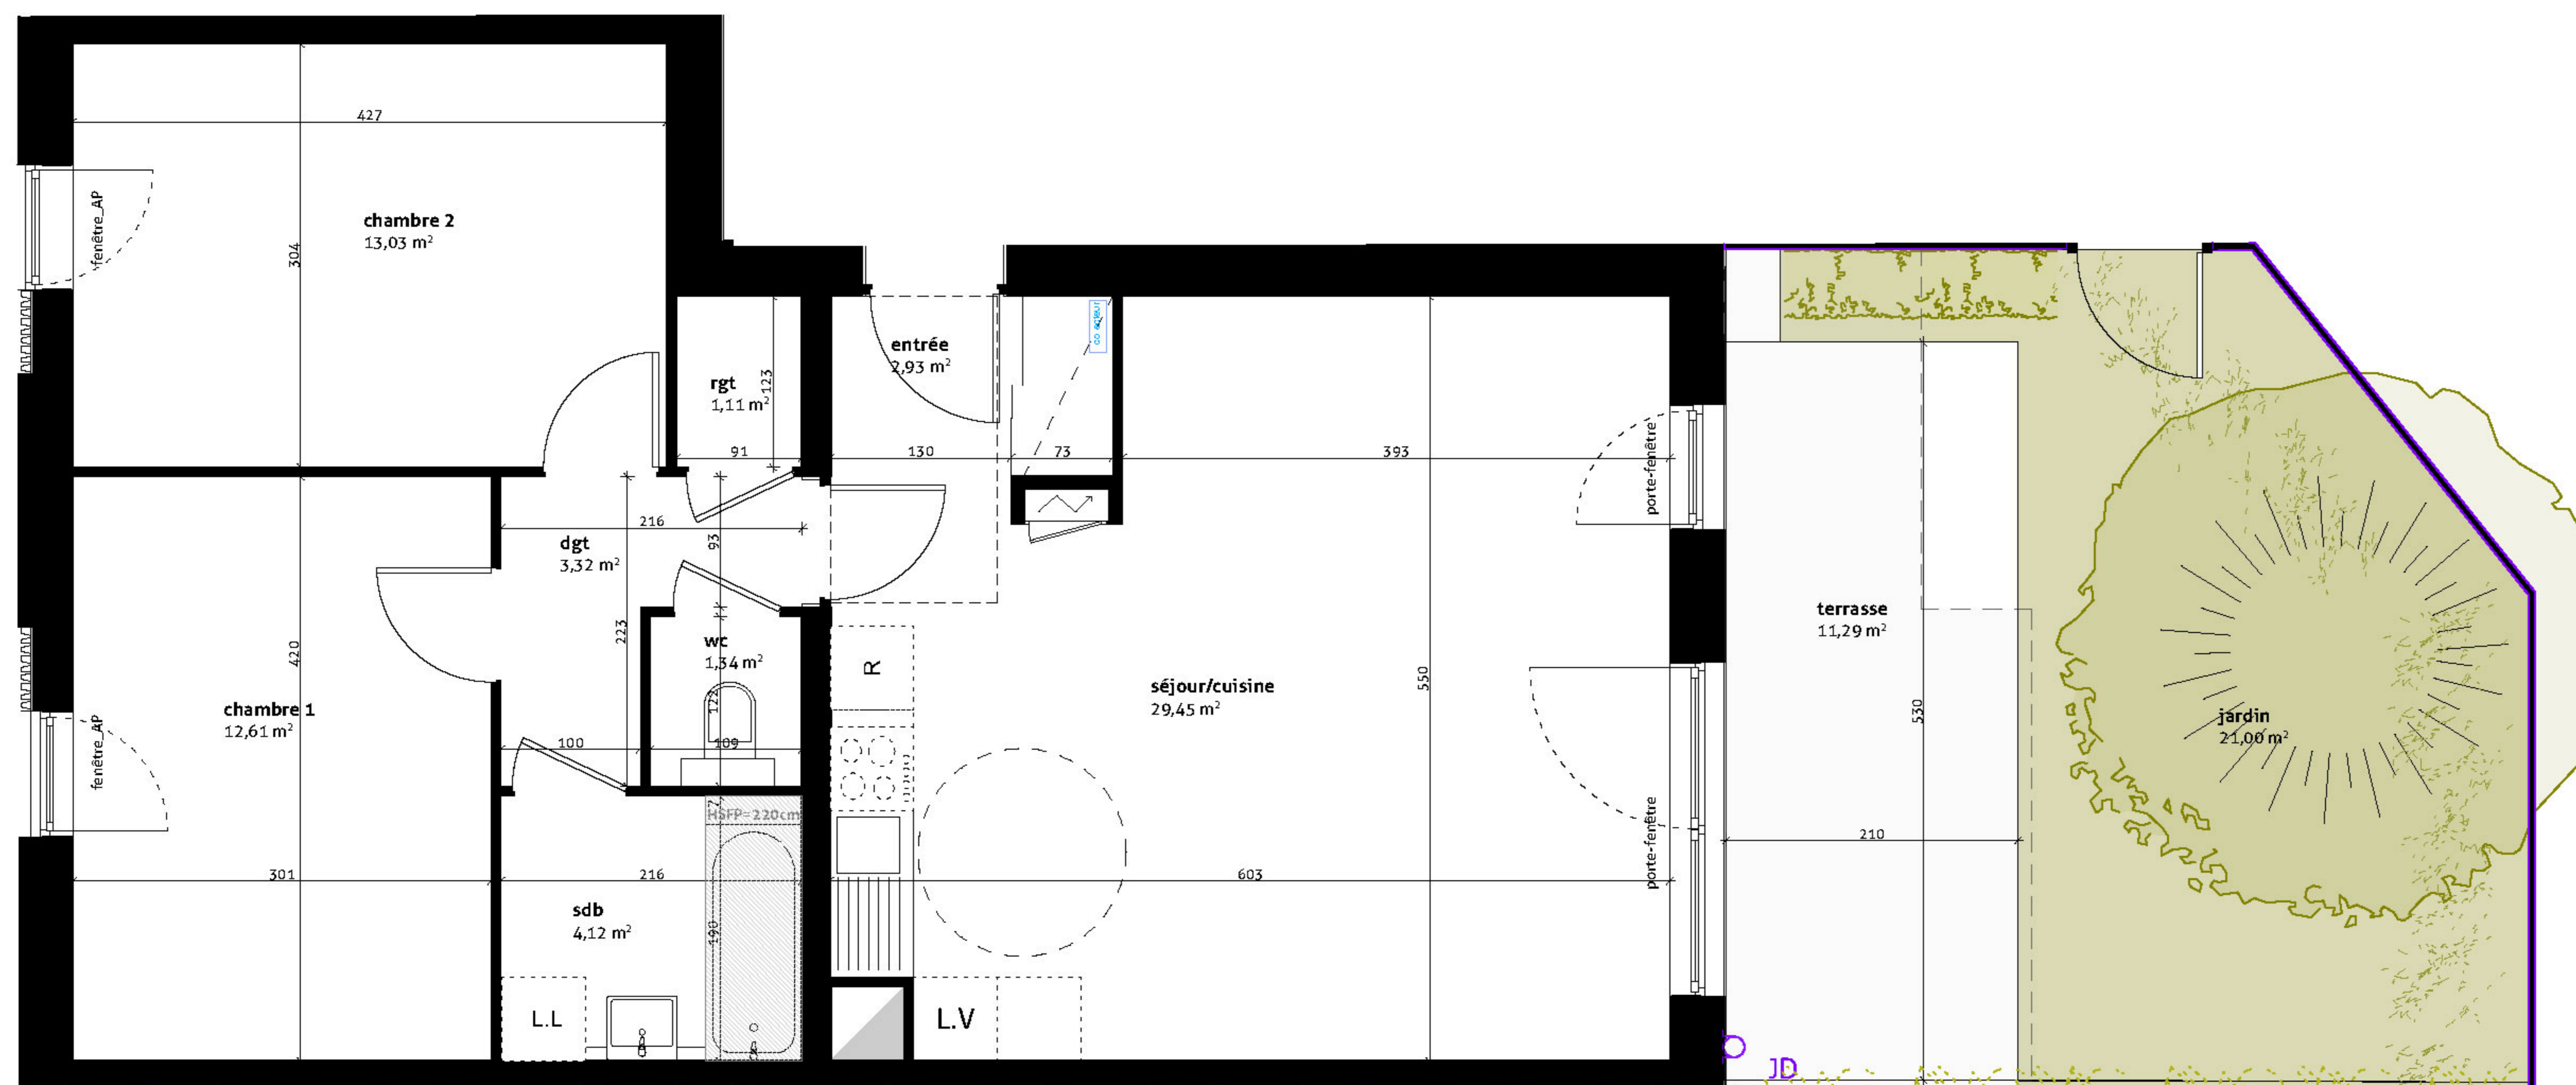 427
fenêtre_AP
chambre 2
13,03 m²
304
rgt
1,11 m²
123
91
entrée
2,93 m²
130
73
393
porte-fenêtre
216
dgt
3,32 m²
93
223
wc
1,34 m²
122
100
109
420
chambre 1
12,61 m²
fenêtre_AP
301
HSFP=220cm
216
sdb
4,12 m²
190
L.L
R
séjour/cuisine
29,45 m²
550
603
L.V
porte-fenêtre
terrasse
11,29 m²
530
210
jardin
21,00 m²
JD